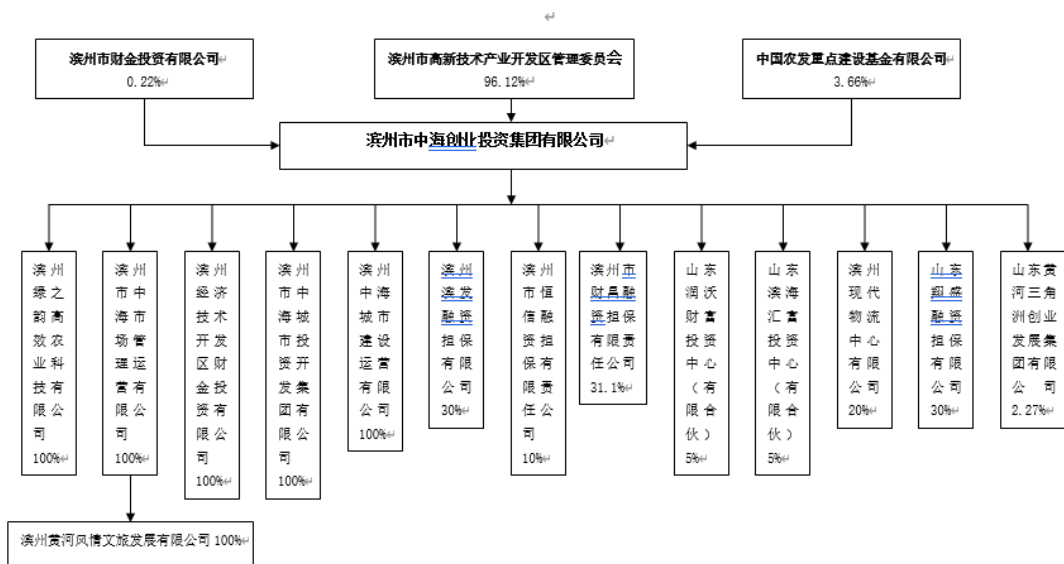 滨州市财金投资有限公司
0.22%
滨州市高新技术产业开发区管理委员会
96.12%
中国农发重点建设基金有限公司
3.66%
滨州市中海创业投资集团有限公司
滨州
绿之
韵高
效农
业科
技有
限公
司
100%
滨州
市中
海市
场管
理运
营有
限公
司
100%
滨州
经济
技术
开发
区财
金投
资有
限公
司
100%
滨州
市中
海城
市投
资开
发集
团有
限公
司
100%
滨州
中海
城市
建设
运营
有限
公司
100%
滨州
滨发
融资
担保
有限
公司
30%
滨州
市恒
信融
资担
保有
限责
任公
司
10%
滨州市
财昌融
资担保
有限责
任公司
31.1%
山东
润沃
财富
投资
中心
（有
限合
伙）
5%
山东
滨海
汇富
投资
中心
（有
限合
伙）
5%
滨州
现代
物流
中心
有限
公司
20%
山东
翔盛
融资
担保
有限
公司
30%
山东黄
河三角
洲创业
发展集
团有限
公司
2.27%
滨州黄河风情文旅发展有限公司 100%